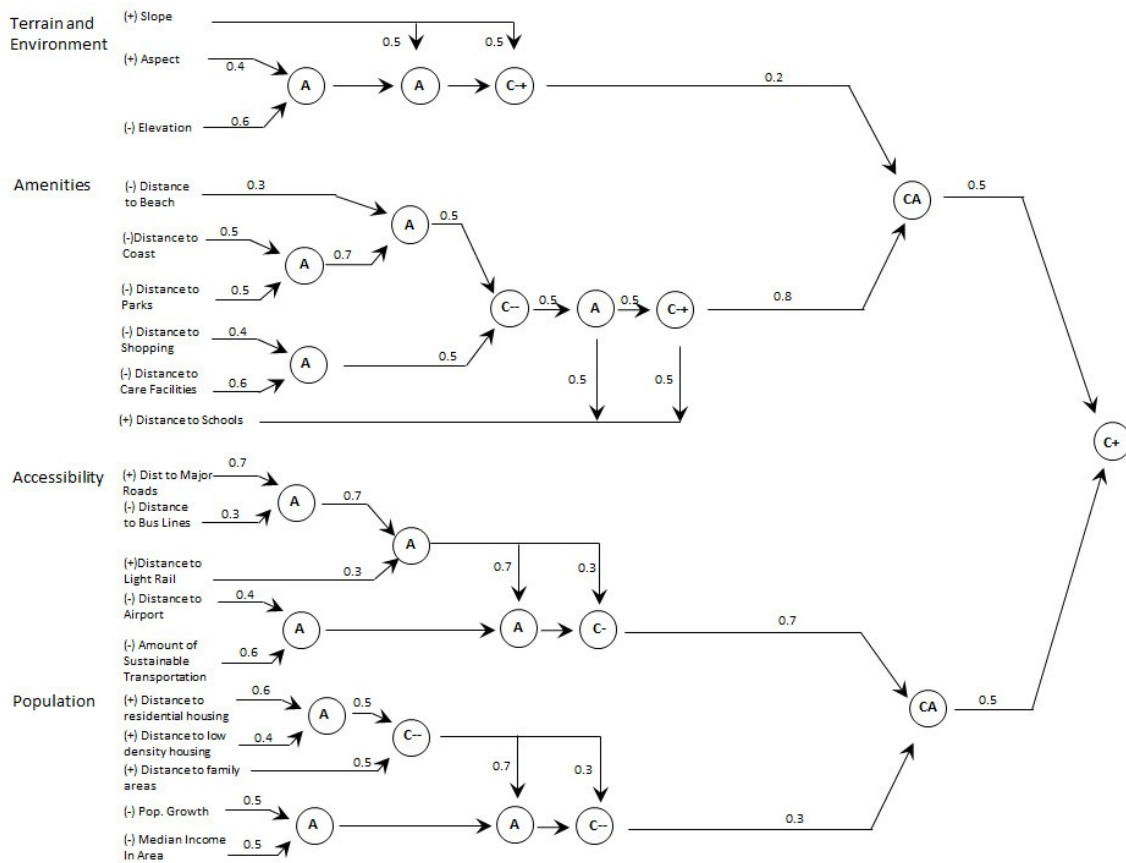 Terrain and
Environment
(+) Slope
0.5
0.5
(+) Aspect
0.4
A
A
C-+
0.2
0.6
(-) Elevation
Amenities
(-) Distance
to Beach
0.3
CA
0.5
A
0.5
(-)Distance to
Coast
0.5
A
0.7
(-) Distance to
Parks
0.5
C--
0.5
A
0.5
C-+
0.8
(-) Distance to
Shopping
0.4
A
0.5
(-) Distance to
Care Facilities
0.6
0.5
0.5
(+) Distance to Schools
C+
Accessibility
(+) Dist to Major
Roads
0.7
A
0.7
(-) Distance
to Bus Lines
0.3
A
(+)Distance to
Light Rail
0.3
0.7
0.3
(-) Distance to
Airport
0.4
A
A
C-
0.7
(-) Amount of
Sustainable
Transportation
0.6
Population
(+) Distance to
residential housing
0.6
A
0.5
CA
0.5
(+) Distance to low
density housing
0.4
C--
(+) Distance to family
areas
0.5
0.7
0.3
(-) Pop. Growth
0.5
A
A
C--
0.3
(-) Median Income
In Area
0.5